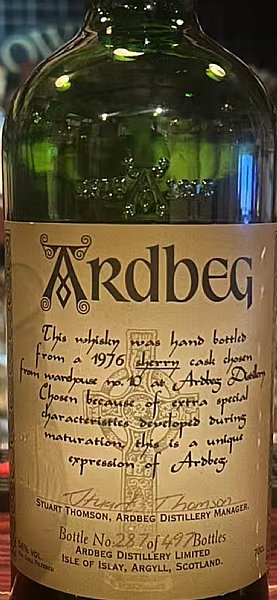 ARDBEG
This whisky was hand bottled
from a 1976 sherry cask chosen
from warehouse no. 10 at Ardbeg Distillery
Chosen because of extra special
characteristics developed during
maturation, this is a unique
expression of Ardbeg.
Stuart Thomson
STUART THOMSON, ARDBEG DISTILLERY MANAGER.
Bottle No: 287 of 497 Bottles
ARDBEG DISTILLERY LIMITED
ISLE OF ISLAY, ARGYLL, SCOTLAND.
56% VOL
70cl